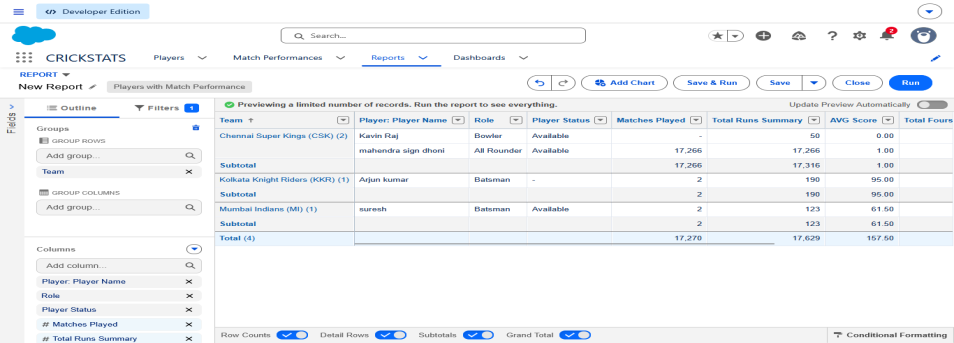 Developer Edition
Search...
2
CRICKSTATS
Players
Match Performances
Reports
Dashboards
REPORT
New Report
Players with Match Performance
Add Chart
Save & Run
Save
Close
Run
Fields
Outline
Filters 1
Previewing a limited number of records. Run the report to see everything.
Update Preview Automatically
Groups
GROUP ROWS
Add group...
Team
GROUP COLUMNS
Add group...
Columns
Add column...
Player: Player Name
Role
Player Status
# Matches Played
# Total Runs Summary
Team ↑ Player: Player Name Role Player Status Matches Played Total Runs Summary AVG Score Total Fours
Chennai Super Kings (CSK) (2) Kavin Raj Bowler Available - 50 0.00
mahendra sign dhoni All Rounder Available 17,266 17,266 1.00
Subtotal 17,266 17,316 1.00
Kolkata Knight Riders (KKR) (1) Arjun kumar Batsman - 2 190 95.00
Subtotal 2 190 95.00
Mumbai Indians (MI) (1) suresh Batsman Available 2 123 61.50
Subtotal 2 123 61.50
Total (4) 17,270 17,629 157.50
Row Counts Detail Rows Subtotals Grand Total Conditional Formatting